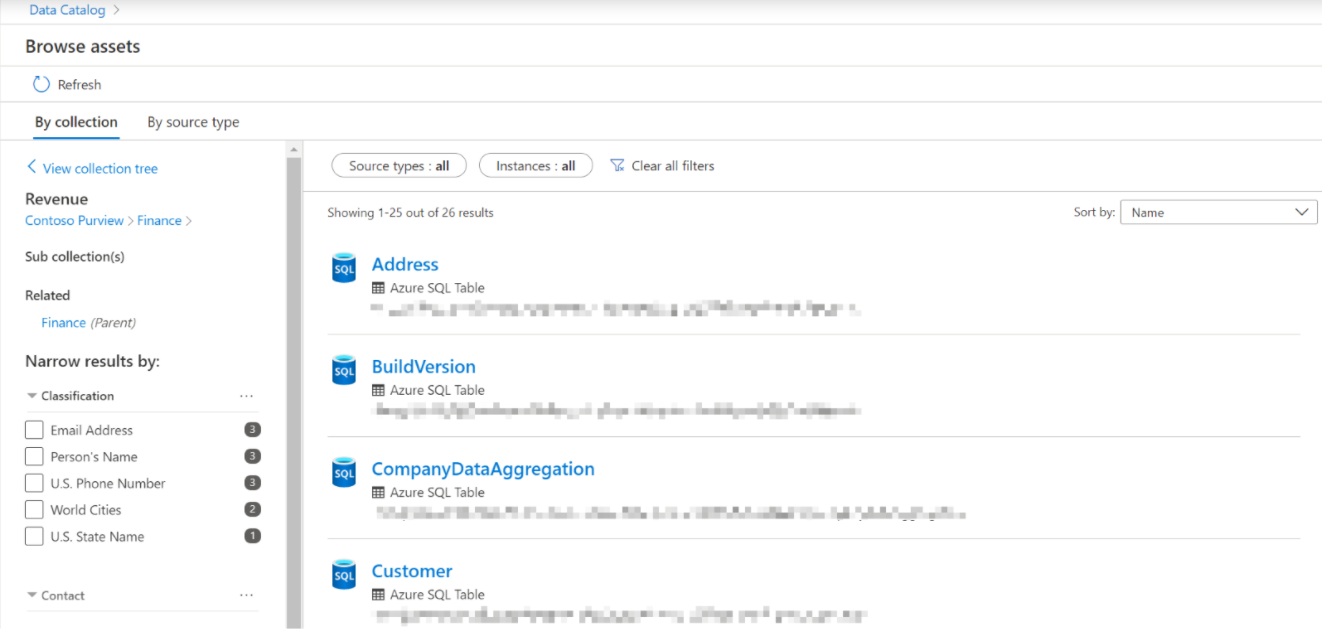 Data Catalog >
Browse assets
Refresh
By collection By source type
View collection tree
Revenue
Contoso Purview > Finance >
Sub collection(s)
Related
Finance (Parent)
Narrow results by:
Classification ...
Email Address 3
Person's Name 3
U.S. Phone Number 3
World Cities 2
U.S. State Name 1
Contact ...
Source types : all Instances : all Clear all filters
Showing 1-25 out of 26 results
Sort by: Name
SQL Address
Azure SQL Table
SQL BuildVersion
Azure SQL Table
SQL CompanyDataAggregation
Azure SQL Table
SQL Customer
Azure SQL Table